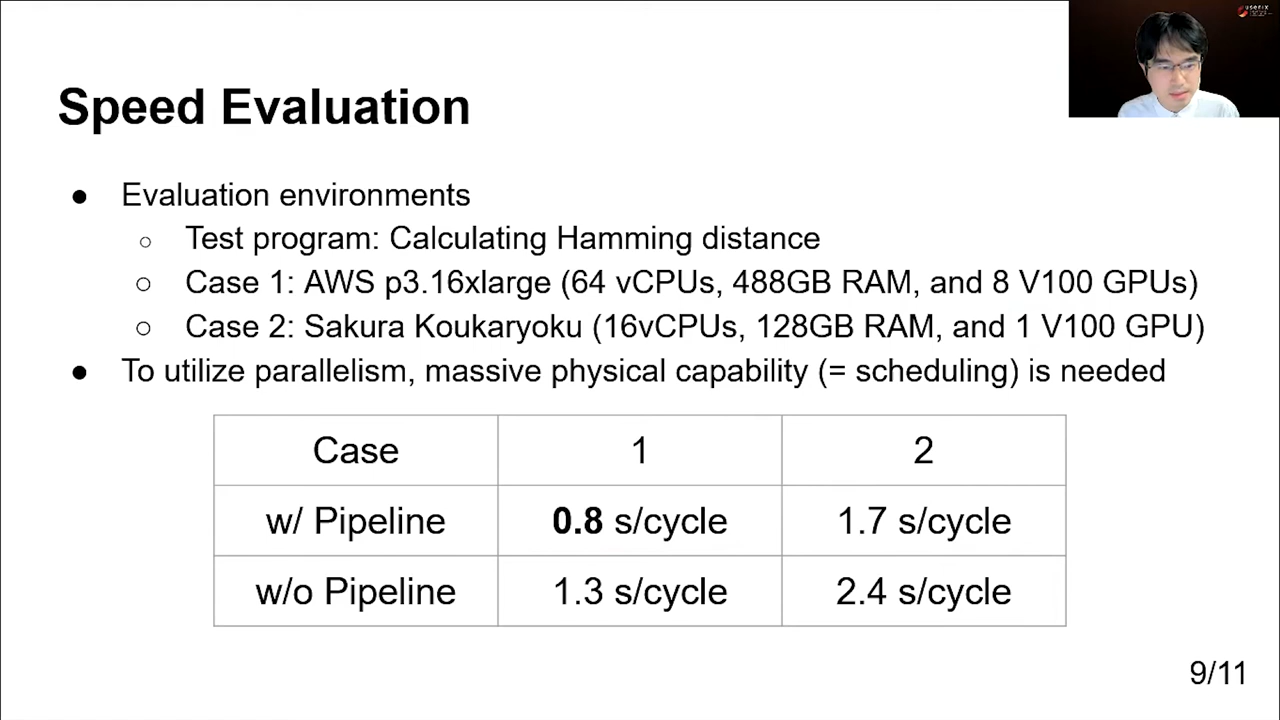 usenix
Speed Evaluation
● Evaluation environments
○ Test program: Calculating Hamming distance
○ Case 1: AWS p3.16xlarge (64 vCPUs, 488GB RAM, and 8 V100 GPUs)
○ Case 2: Sakura Koukaryoku (16vCPUs, 128GB RAM, and 1 V100 GPU)
● To utilize parallelism, massive physical capability (= scheduling) is needed
Case 1 2
w/ Pipeline 0.8 s/cycle 1.7 s/cycle
w/o Pipeline 1.3 s/cycle 2.4 s/cycle
9/11